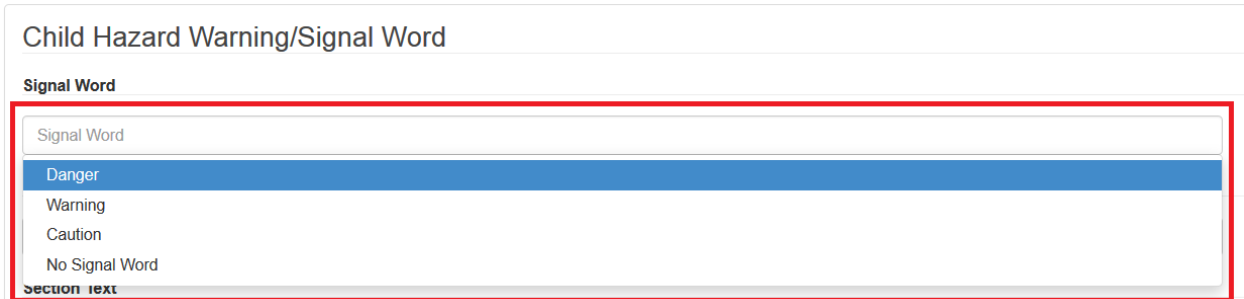 Child Hazard Warning/Signal Word
Signal Word
Signal Word
Danger
Warning
Caution
No Signal Word
Section Text